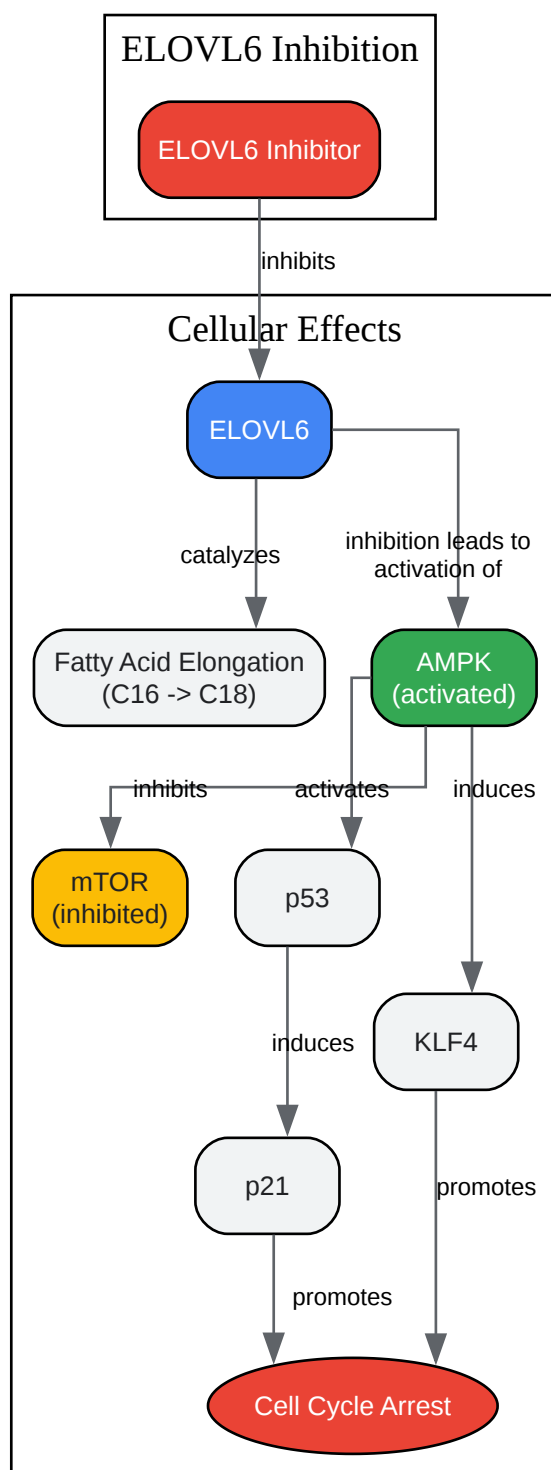 ELOVL6 Inhibition
ELOVL6 Inhibitor
inhibits
Cellular Effects
ELOVL6
catalyzes
inhibition leads to
activation of
Fatty Acid Elongation
(C16 -> C18)
AMPK
(activated)
inhibits
activates
induces
mTOR
(inhibited)
p53
KLF4
induces
p21
promotes
promotes
Cell Cycle Arrest